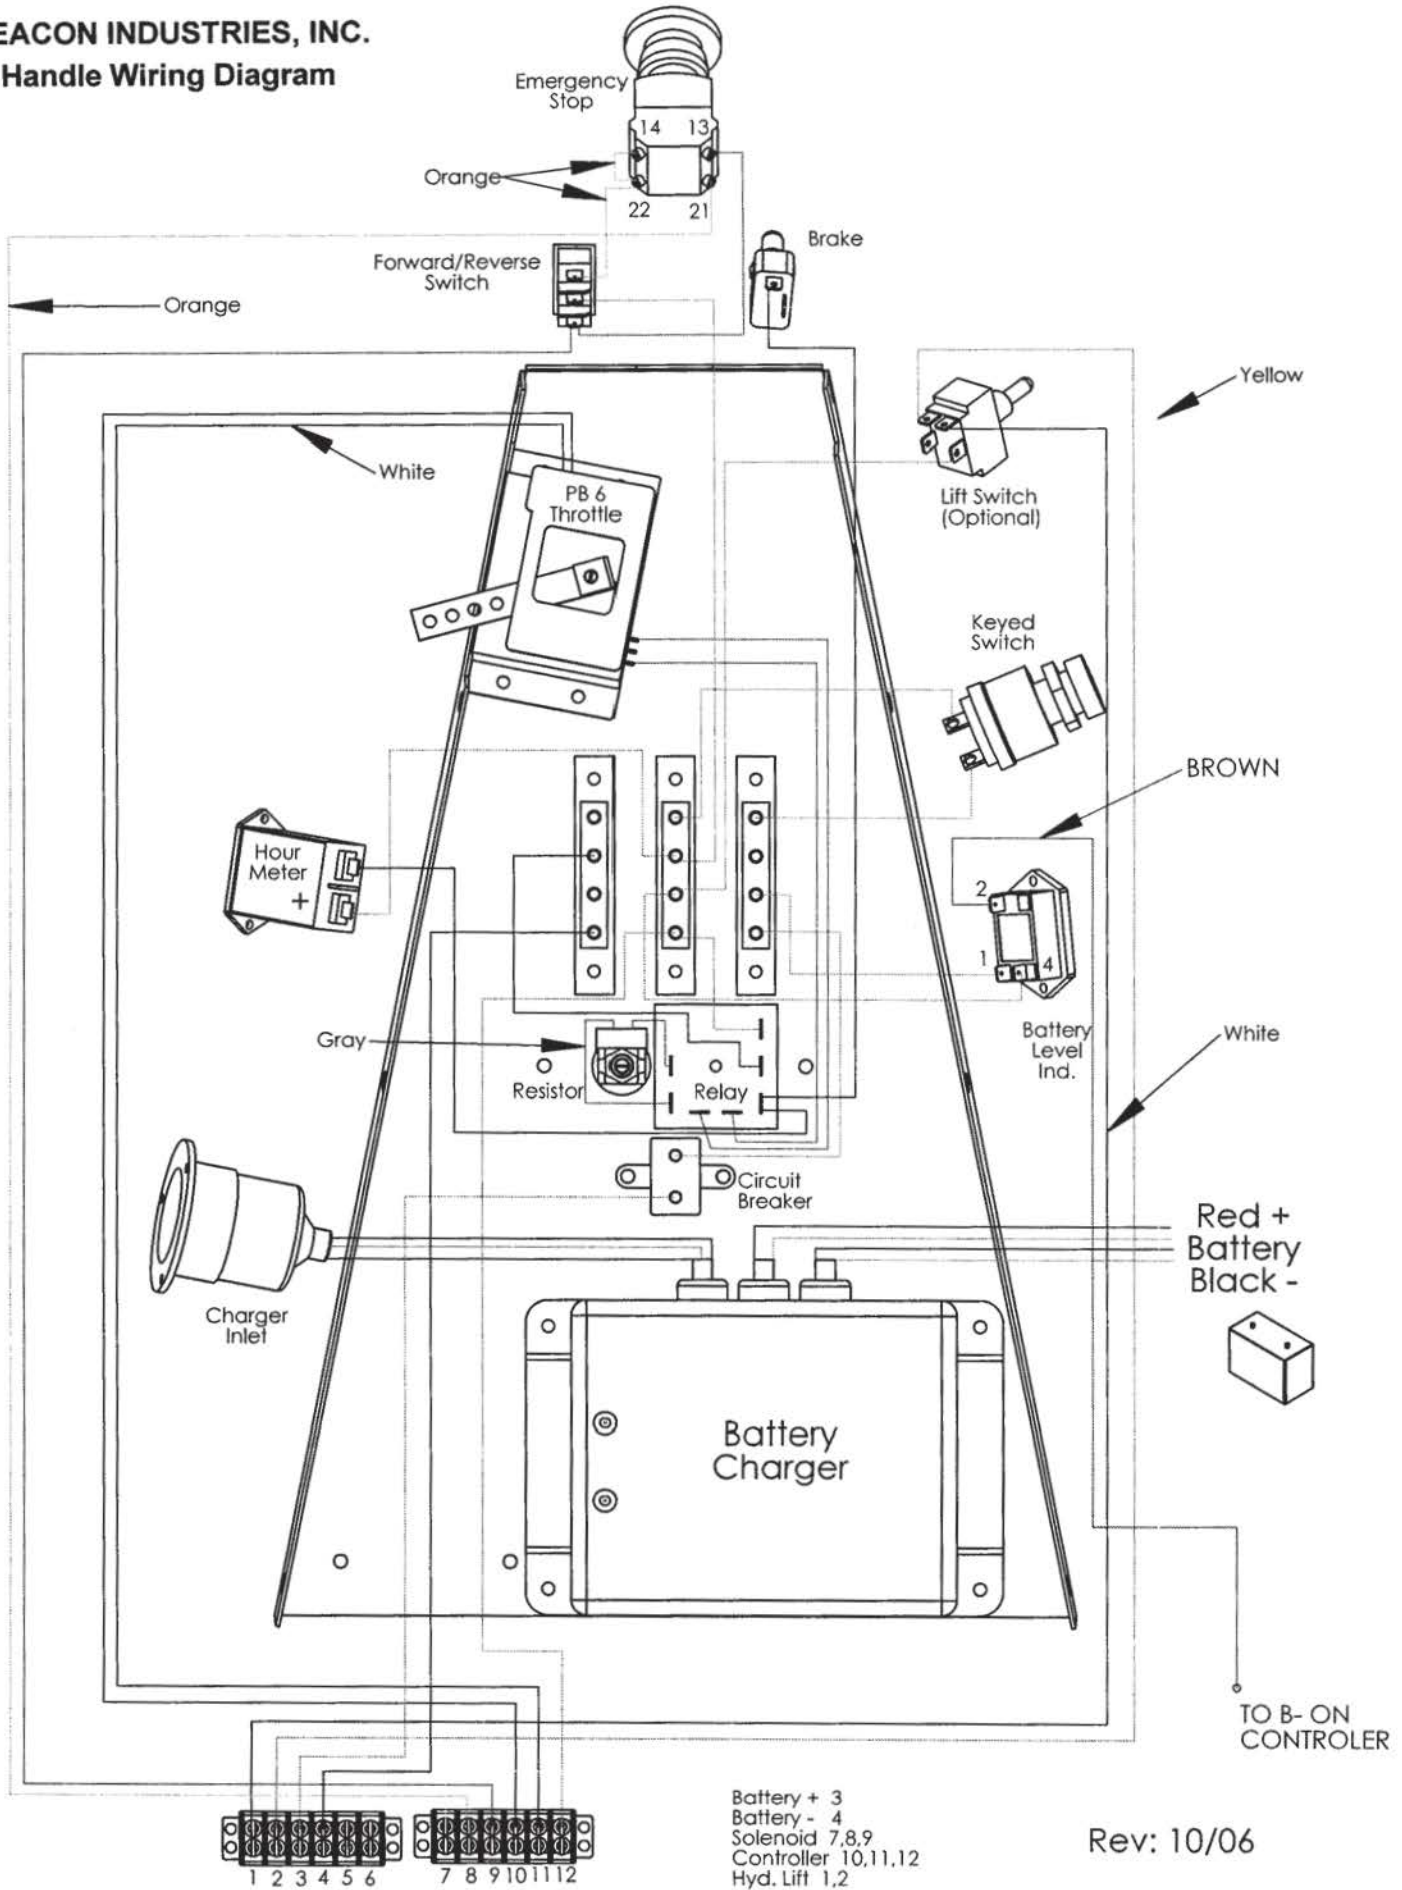 EACON INDUSTRIES, INC.
Handle Wiring Diagram
Emergency
Stop
14 13
Orange
22 21
Brake
Forward/Reverse
Switch
Orange
Yellow
White
PB 6
Throttle
Lift Switch
(Optional)
Keyed
Switch
BROWN
Hour
Meter
+
2
1 4
Gray
Battery
Level
Ind.
White
Resistor
Relay
Circuit
Breaker
Red +
Battery
Black -
Charger
Inlet
Battery
Charger
TO B- ON
CONTROLER
Battery + 3
Battery - 4
Solenoid 7,8,9
Controller 10,11,12
Hyd. Lift 1,2
Rev: 10/06
1 2 3 4 5 6
7 8 9 10 11 12